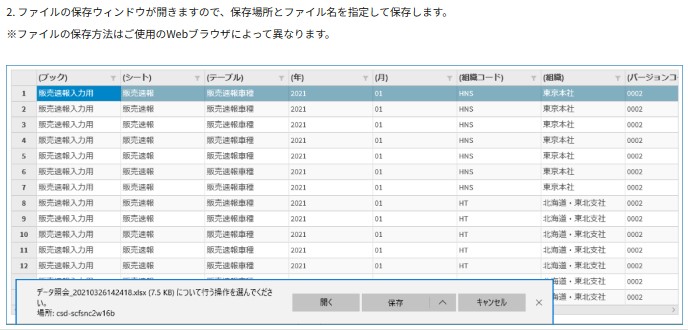 2. ファイルの保存ウィンドウが開きますので、保存場所とファイル名を指定して保存します。
※ファイルの保存方法はご使用のWebブラウザによって異なります。
(ブック) (シート) (テーブル) (年) (月) (組織コード) (組織) (バージョンコ
1 販売速報入力用 販売速報 販売速報車種 2021 01 HNS 東京本社 0002
2 販売速報入力用 販売速報 販売速報車種 2021 01 HNS 東京本社 0002
3 販売速報入力用 販売速報 販売速報車種 2021 01 HNS 東京本社 0002
4 販売速報入力用 販売速報 販売速報車種 2021 01 HNS 東京本社 0002
5 販売速報入力用 販売速報 販売速報車種 2021 01 HNS 東京本社 0002
6 販売速報入力用 販売速報 販売速報車種 2021 01 HNS 東京本社 0002
7 販売速報入力用 販売速報 販売速報車種 2021 01 HNS 東京本社 0002
8 販売速報入力用 販売速報 販売速報車種 2021 01 HT 北海道・東北支社 0002
9 販売速報入力用 販売速報 販売速報車種 2021 01 HT 北海道・東北支社 0002
10 販売速報入力用 販売速報 販売速報車種 2021 01 HT 北海道・東北支社 0002
11 販売速報入力用 販売速報 販売速報車種 2021 01 HT 北海道・東北支社 0002
12 販売速報入力用 販売速報 販売速報車種 2021 01 HT 北海道・東北支社 0002
北海道・東北支社 0002
北海道・東北支社 0002
データ照会_20210326142418.xlsx (7.5 KB) について行う操作を選んでくださ
い。
場所: csd-scfsnc2w16b
開く 保存 キャンセル